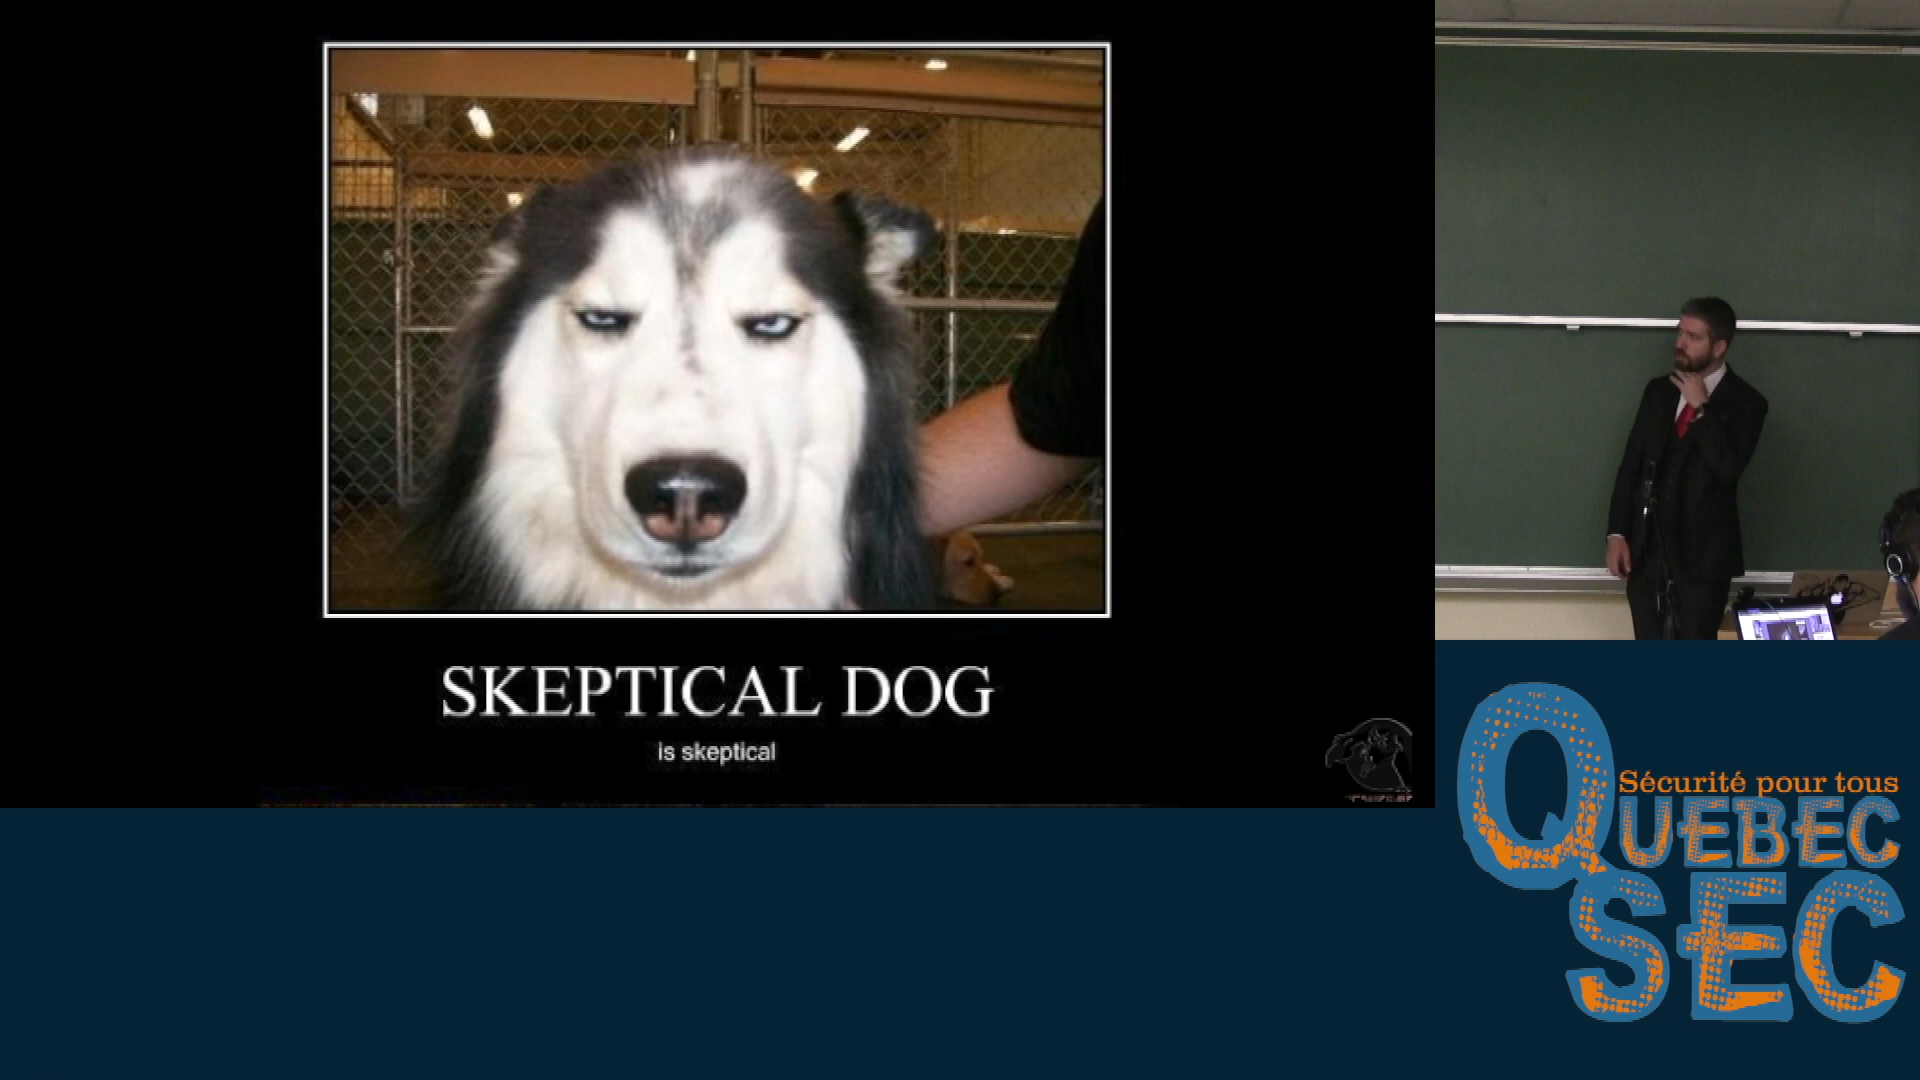 SKEPTICAL DOG
is skeptical
Sécurité pour tous
QUEBEC
SEC